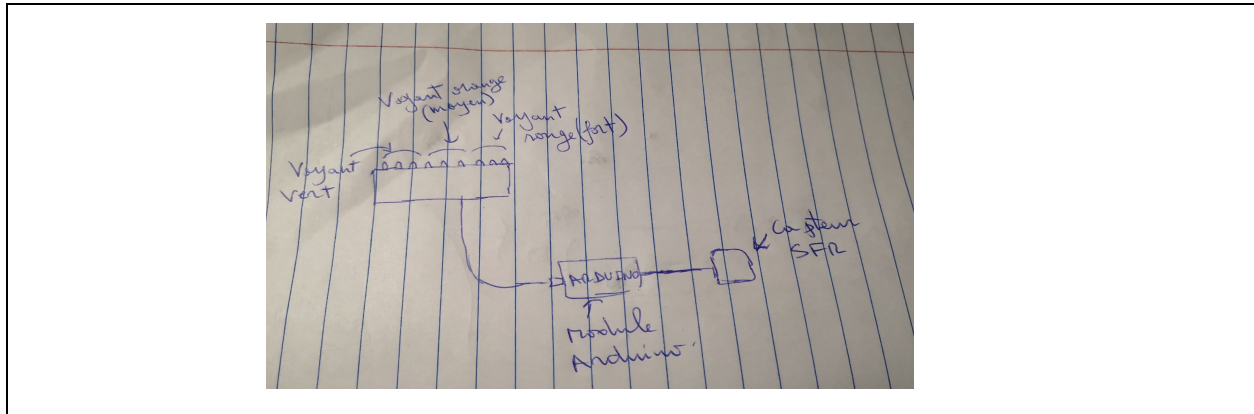 Voyant orange
(moyen)
Voyant
rouge (fort)
Voyant
vert
Capteur
SFR
ARDUINO
Module
Arduino